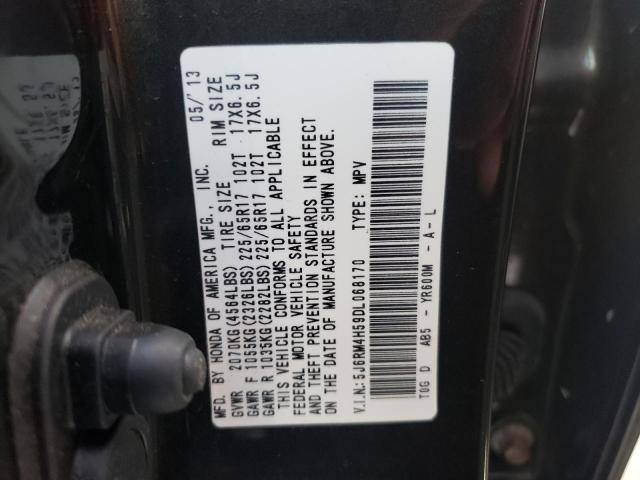 MFD. BY HONDA OF AMERICA MFG., INC. 05/'13
GVWR 2070KG(4564LBS) TIRE SIZE RIM SIZE
GAWR F 1055KG(2326LBS) 225/65R17 102T 17X6.5J
GAWR R 1035KG(2282LBS) 225/65R17 102T 17X6.5J
THIS VEHICLE CONFORMS TO ALL APPLICABLE
FEDERAL MOTOR VEHICLE SAFETY
AND THEFT PREVENTION STANDARDS IN EFFECT
ON THE DATE OF MANUFACTURE SHOWN ABOVE.
V.I.N.: 5J6RM4H59DL068170 TYPE: MPV
T0G D AB5 - YR600M - A - L